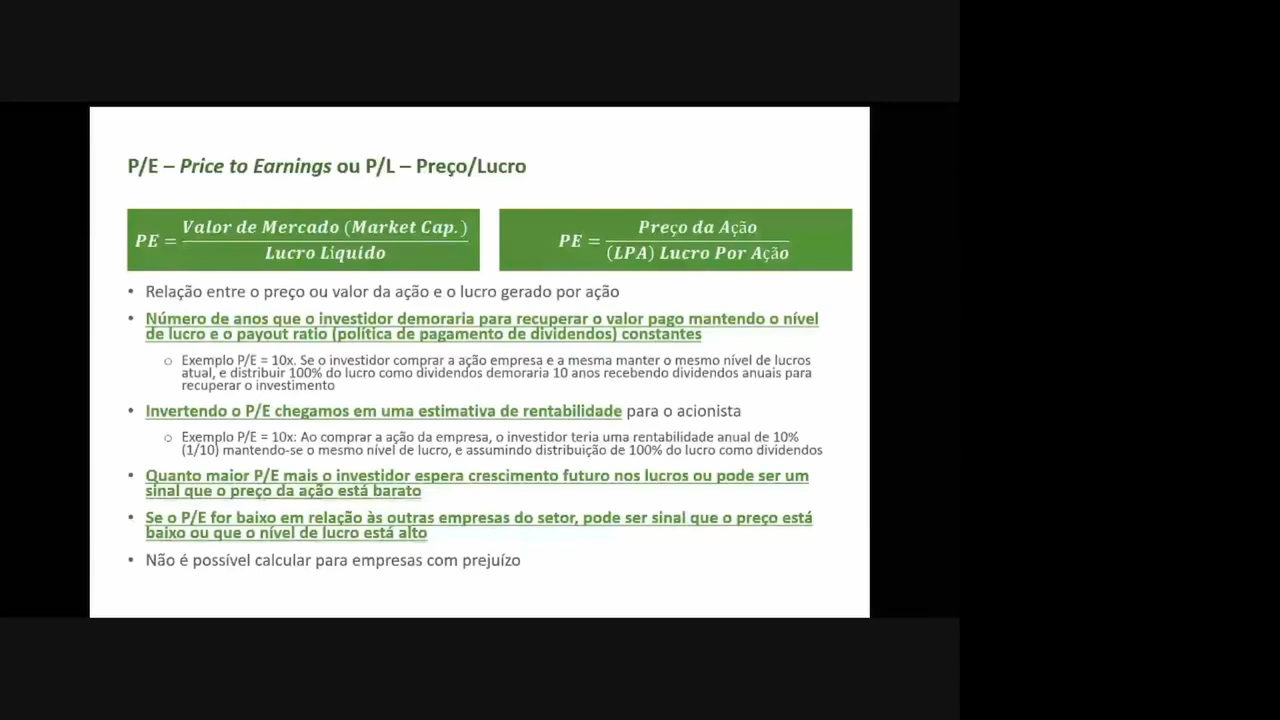 P/E – Price to Earnings ou P/L – Preço/Lucro
PE = Valor de Mercado (Market Cap.) / Lucro Líquido
PE = Preço da Ação / (LPA) Lucro Por Ação
• Relação entre o preço ou valor da ação e o lucro gerado por ação
• Número de anos que o investidor demoraria para recuperar o valor pago mantendo o nível
de lucro e o payout ratio (política de pagamento de dividendos) constantes
o Exemplo P/E = 10x. Se o investidor comprar a ação empresa e a mesma manter o mesmo nível de lucros
atual, e distribuir 100% do lucro como dividendos demoraria 10 anos recebendo dividendos anuais para
recuperar o investimento
• Invertendo o P/E chegamos em uma estimativa de rentabilidade para o acionista
o Exemplo P/E = 10x: Ao comprar a ação da empresa, o investidor teria uma rentabilidade anual de 10%
(1/10) mantendo-se o mesmo nível de lucro, e assumindo distribuição de 100% do lucro como dividendos
• Quanto maior P/E mais o investidor espera crescimento futuro nos lucros ou pode ser um
sinal que o preço da ação está barato
• Se o P/E for baixo em relação às outras empresas do setor, pode ser sinal que o preço está
baixo ou que o nível de lucro está alto
• Não é possível calcular para empresas com prejuízo